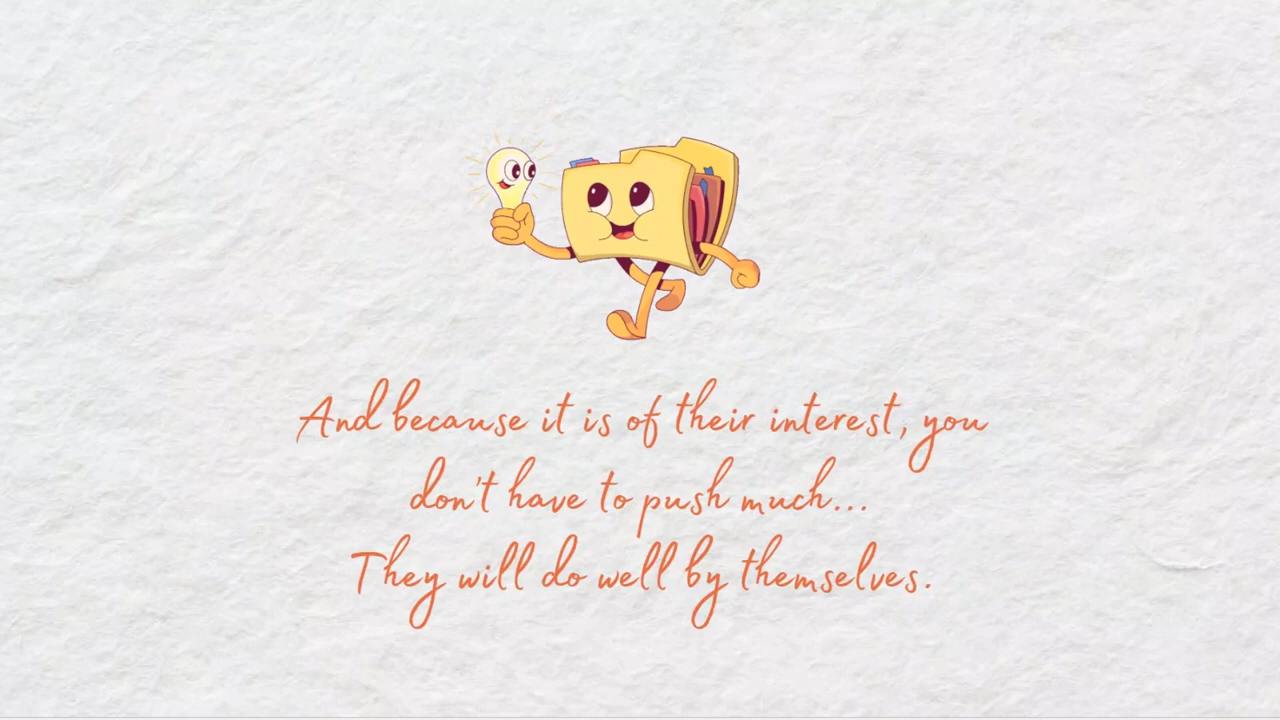 And because it is of their interest, you
don't have to push much...
They will do well by themselves.